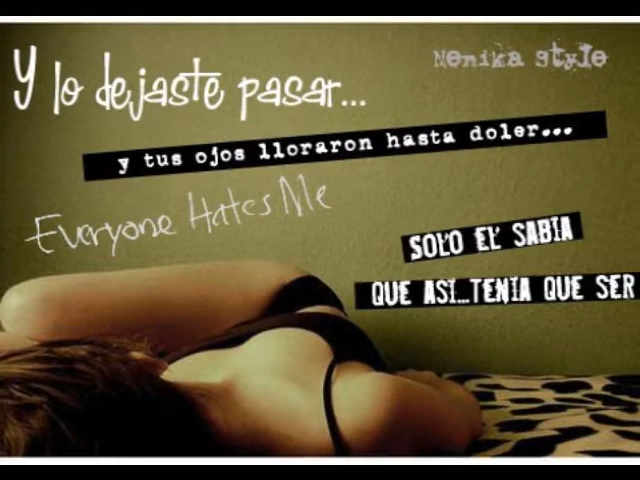 Nenika style
Y lo dejaste pasar...
y tus ojos lloraron hasta doler...
Everyone Hates Me
SOLO EL SABIA
QUE ASI...TENIA QUE SER